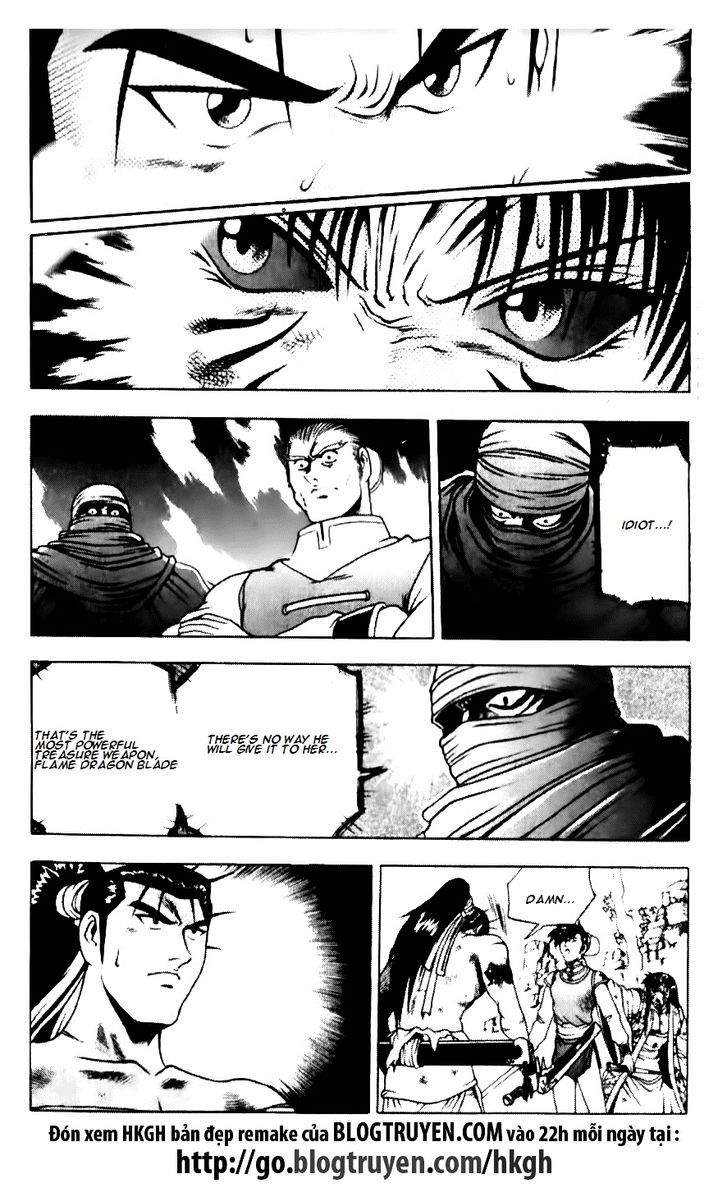 IDIOT...!
THAT'S THE
MOST POWERFUL
TREASURE WEAPON,
FLAME DRAGON BLADE
THERE'S NO WAY HE
WILL GIVE IT TO HER...
DAMN...
Đón xem HKGH bản đẹp remake của BLOGTRUYEN.COM vào 22h mỗi ngày tại :
http://go.blogtruyen.com/hkgh